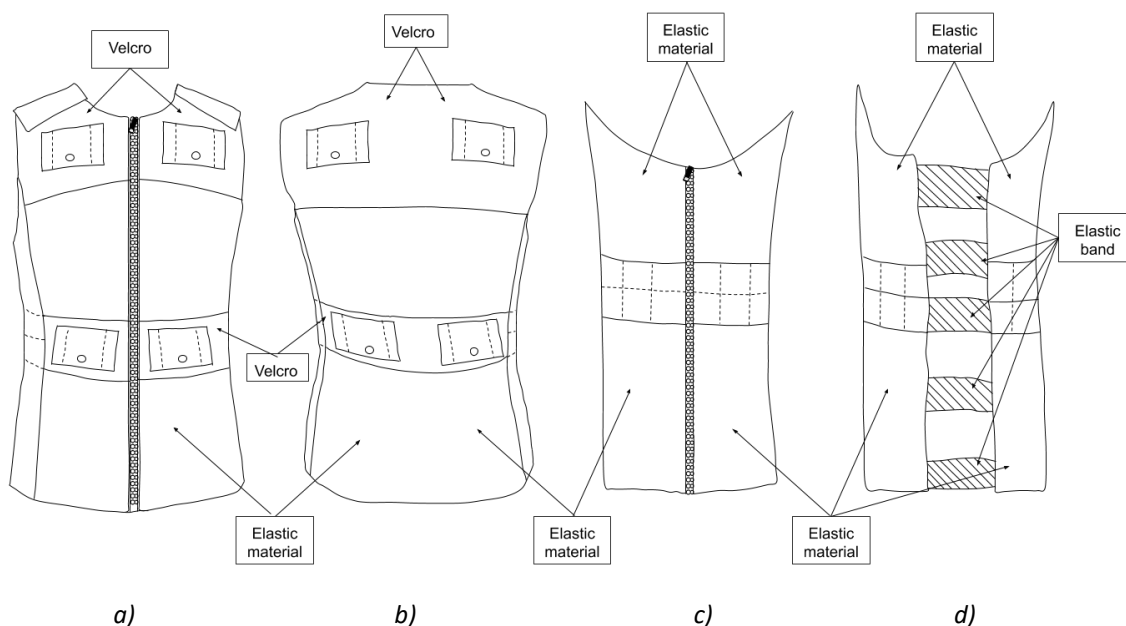 Velcro
Velcro
Elastic
material
Elastic
material
Elastic
band
Velcro
Elastic
material
Elastic
material
Elastic
material
a)
b)
c)
d)